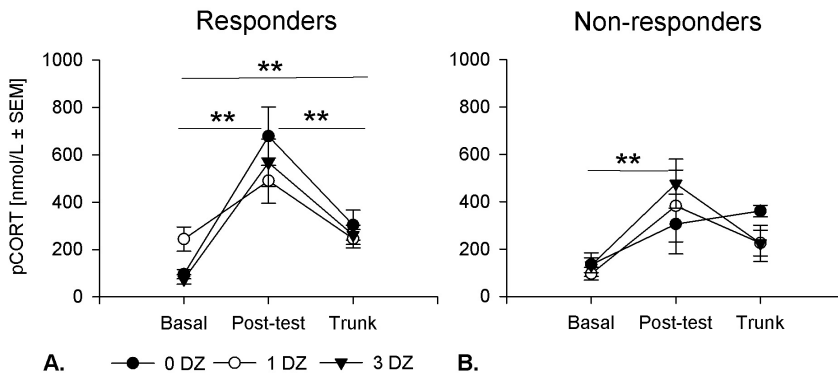 Responders
Non-responders
pCORT [nmol/L ± SEM]
1000
800
600
400
200
0
**
**
**
Basal
Post-test
Trunk
1000
800
600
400
200
0
**
Basal
Post-test
Trunk
A.
0 DZ
1 DZ
3 DZ
B.